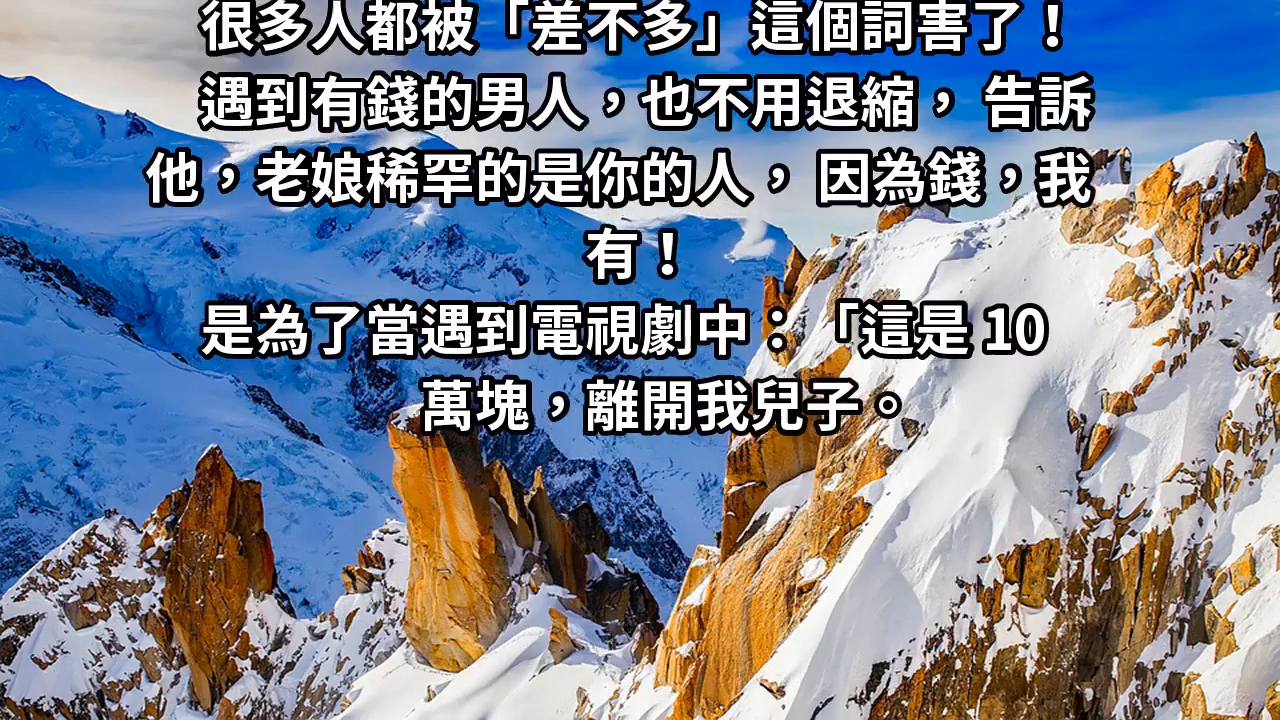 很多人都被「差不多」這個詞害了！
遇到有錢的男人，也不用退縮， 告訴
他，老娘稀罕的是你的人， 因為錢，我
有！
是為了當遇到電視劇中：「這是 10
萬塊，離開我兒子。